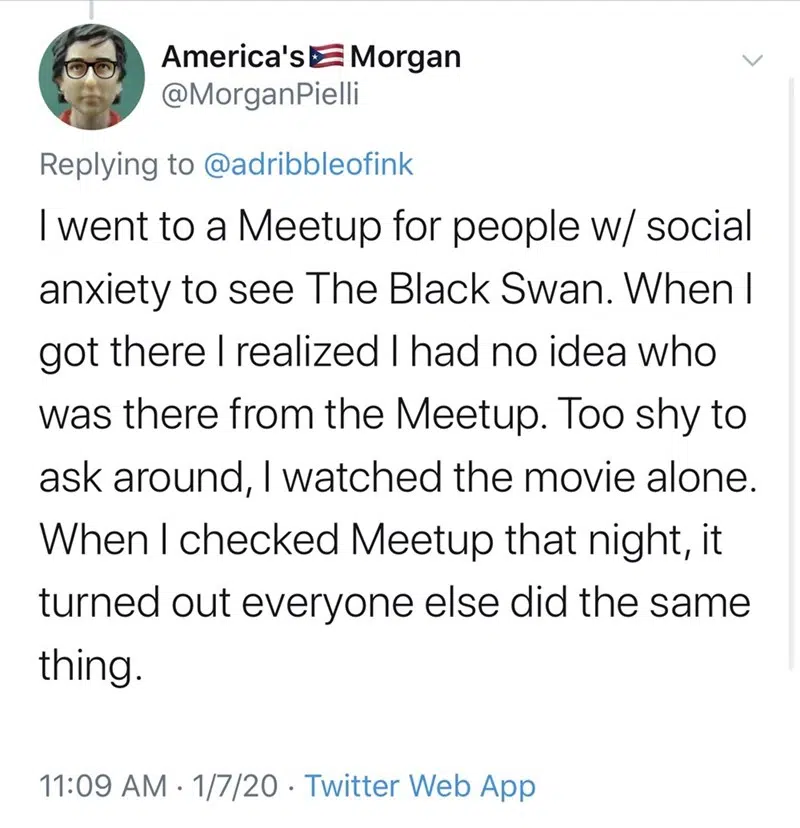 America's🇵🇷Morgan
@MorganPielli
Replying to @adribbleofink
I went to a Meetup for people w/ social
anxiety to see The Black Swan. When I
got there I realized I had no idea who
was there from the Meetup. Too shy to
ask around, I watched the movie alone.
When I checked Meetup that night, it
turned out everyone else did the same
thing.
11:09 AM · 1/7/20 · Twitter Web App